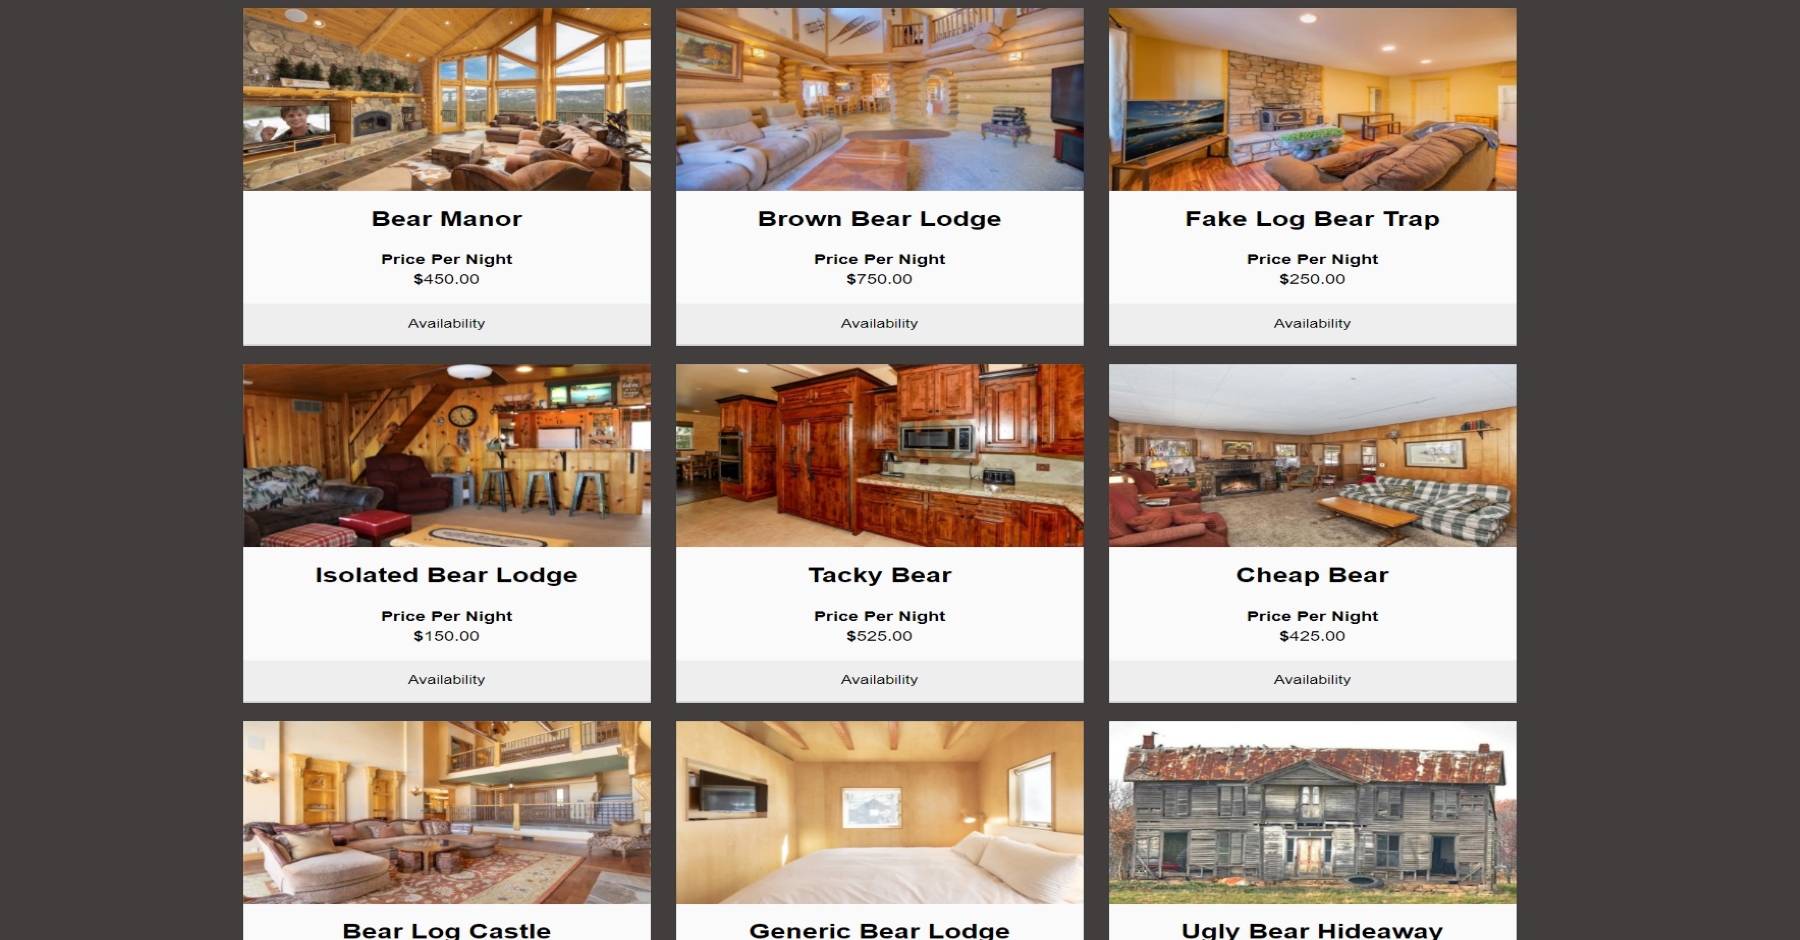 Bear Manor
Price Per Night
$450.00
Availability
Brown Bear Lodge
Price Per Night
$750.00
Availability
Fake Log Bear Trap
Price Per Night
$250.00
Availability
Isolated Bear Lodge
Price Per Night
$150.00
Availability
Tacky Bear
Price Per Night
$525.00
Availability
Cheap Bear
Price Per Night
$425.00
Availability
Bear Log Castle
Generic Bear Lodge
Ugly Bear Hideaway